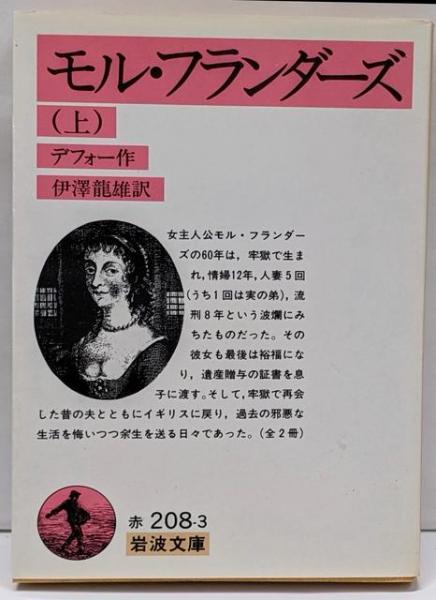 モル・フランダーズ
(上)
デフォー作
伊澤龍雄訳
女主人公モル・フランダー
ズの60年は，牢獄で生ま
れ，情婦12年，人妻5回
(うち1回は実の弟)，流
刑8年という波瀾にみ
ちたものだった。その
彼女も最後は裕福にな
り，遺産贈与の証書を息
子に渡す。そして，牢獄で再会
した昔の夫とともにイギリスに戻り，過去の邪悪な
生活を悔いつつ余生を送る日々であった。(全2冊)
赤 208-3
岩波文庫